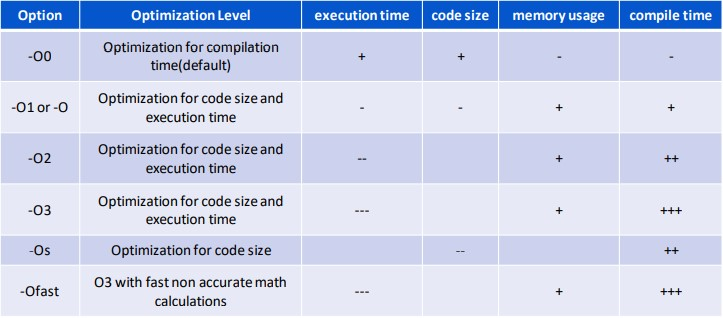 Option Optimization Level execution time code size memory usage compile time
-O0 Optimization for compilation time(default) + + - -
-O1 or -O Optimization for code size and execution time - - + +
-O2 Optimization for code size and execution time -- + ++
-O3 Optimization for code size and execution time --- + +++
-Os Optimization for code size -- ++
-Ofast O3 with fast non accurate math calculations --- + +++